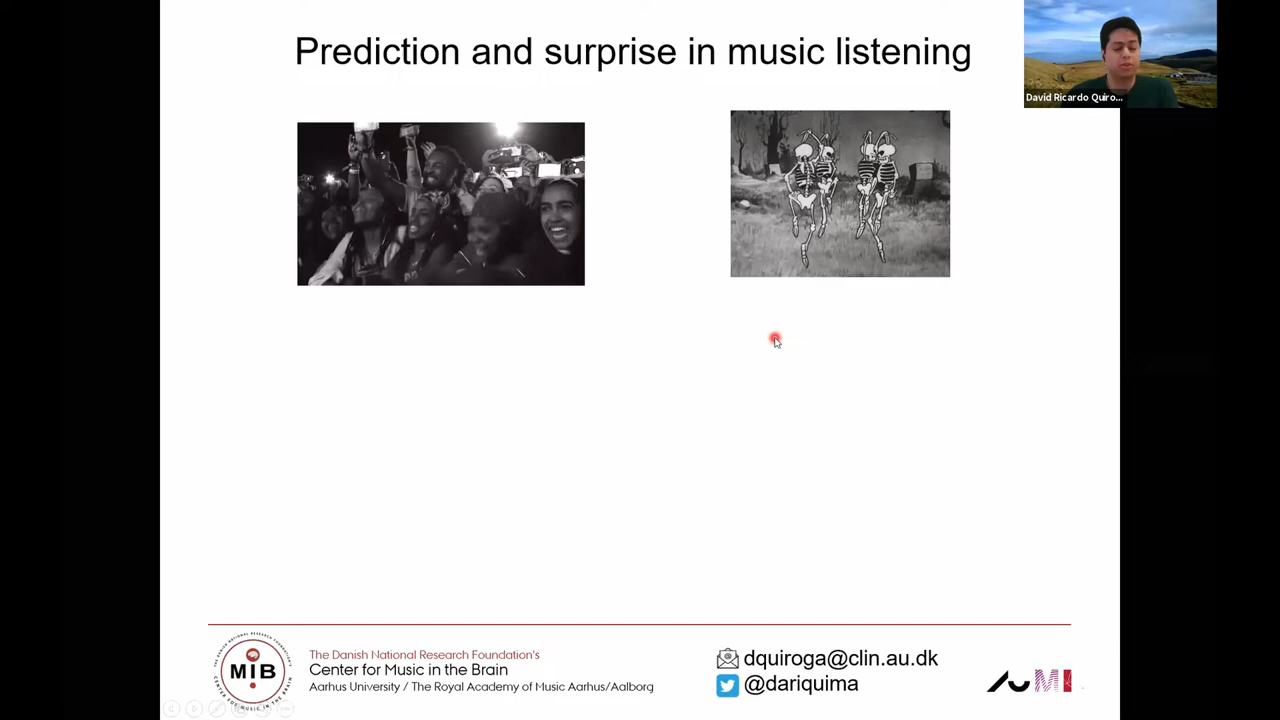 Prediction and surprise in music listening
David Ricardo Quiro...
MIB
The Danish National Research Foundation's
Center for Music in the Brain
Aarhus University / The Royal Academy of Music Aarhus/Aalborg
dquiroga@clin.au.dk
@dariquima